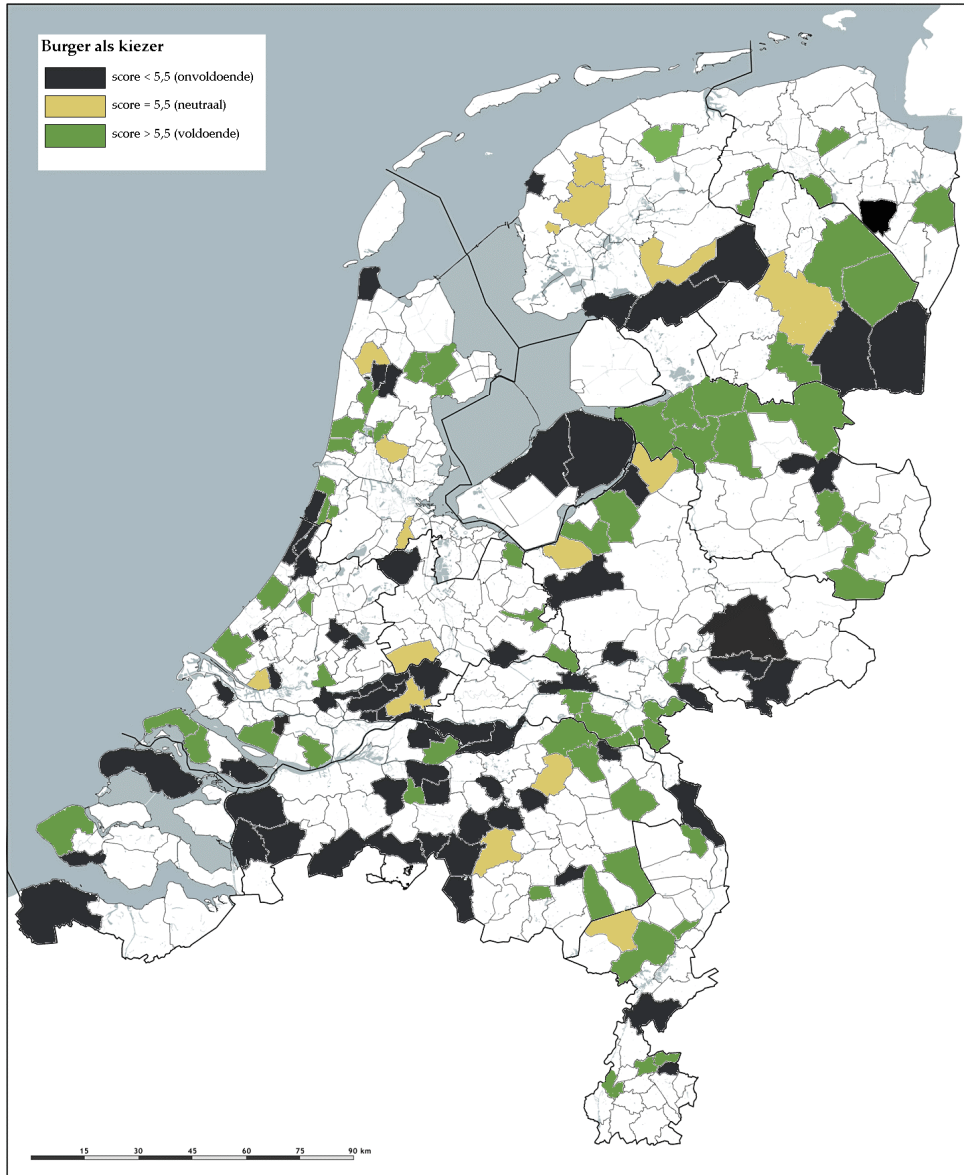 Burger als kiezer
score < 5,5 (onvoldoende)
score = 5,5 (neutraal)
score > 5,5 (voldoende)
15 30 45 60 75 90 km